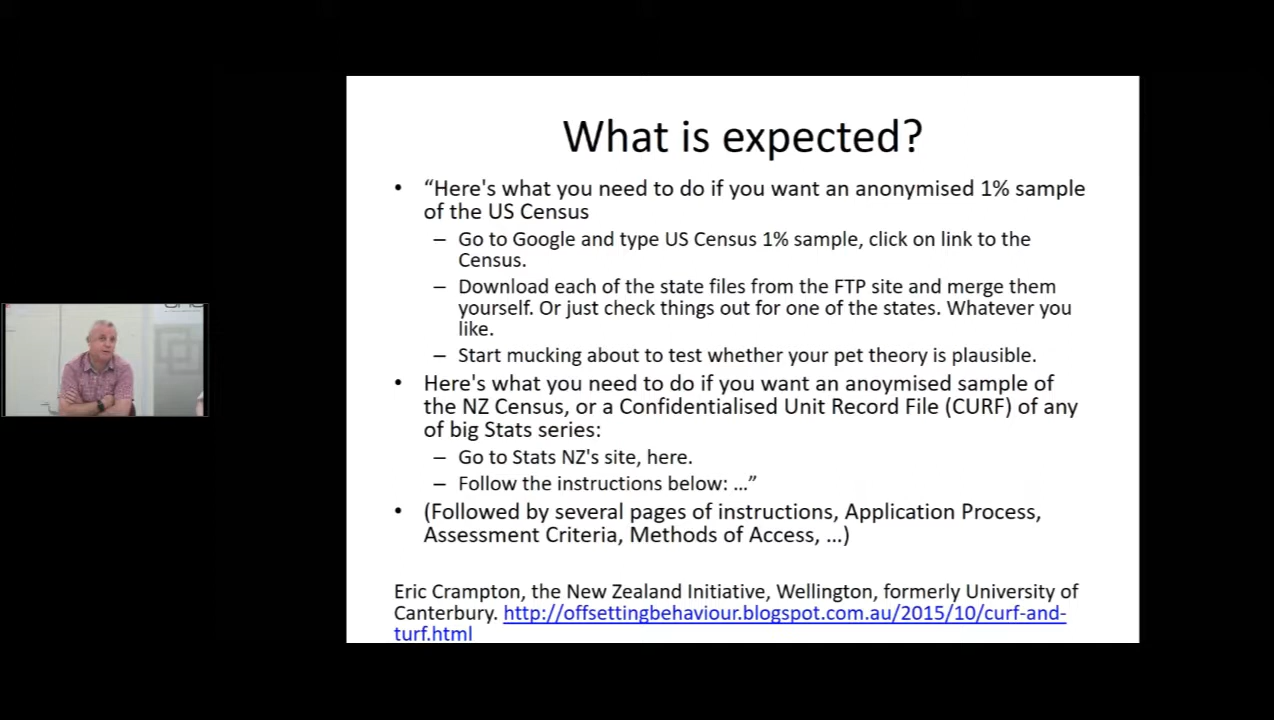 What is expected?
• “Here's what you need to do if you want an anonymised 1% sample
of the US Census
– Go to Google and type US Census 1% sample, click on link to the
Census.
– Download each of the state files from the FTP site and merge them
yourself. Or just check things out for one of the states. Whatever you
like.
– Start mucking about to test whether your pet theory is plausible.
• Here's what you need to do if you want an anoymised sample of
the NZ Census, or a Confidentialised Unit Record File (CURF) of any
of big Stats series:
– Go to Stats NZ's site, here.
– Follow the instructions below: ...”
• (Followed by several pages of instructions, Application Process,
Assessment Criteria, Methods of Access, ...)
Eric Crampton, the New Zealand Initiative, Wellington, formerly University of
Canterbury. http://offsettingbehaviour.blogspot.com.au/2015/10/curf-and-
turf.html